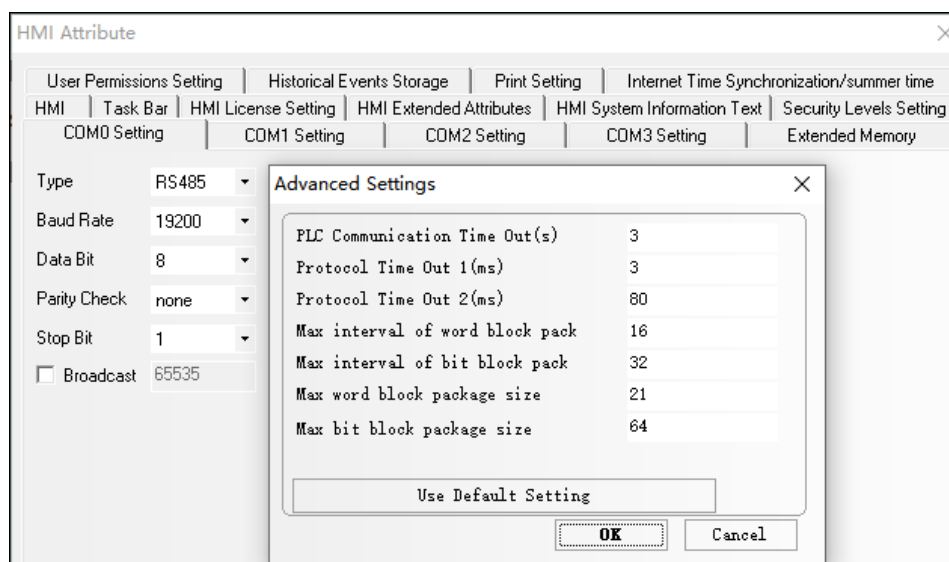 HMI Attribute
User Permissions Setting Historical Events Storage Print Setting Internet Time Synchronization/summer time
HMI Task Bar HMI License Setting HMI Extended Attributes HMI System Information Text Security Levels Setting
COM0 Setting COM1 Setting COM2 Setting COM3 Setting Extended Memory
Type RS485
Baud Rate 19200
Data Bit 8
Parity Check none
Stop Bit 1
Broadcast 65535
Advanced Settings
PLC Communication Time Out(s) 3
Protocol Time Out 1(ms) 3
Protocol Time Out 2(ms) 80
Max interval of word block pack 16
Max interval of bit block pack 32
Max word block package size 21
Max bit block package size 64
Use Default Setting
OK Cancel